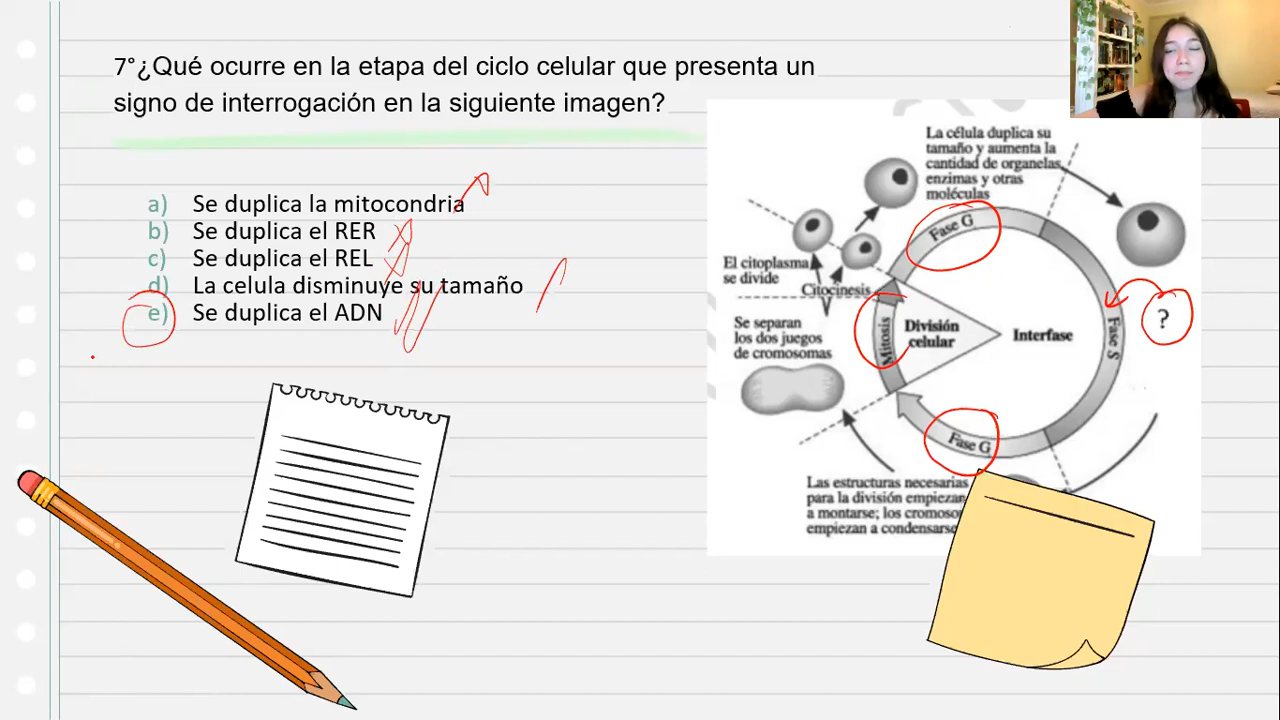 7°¿Qué ocurre en la etapa del ciclo celular que presenta un
signo de interrogación en la siguiente imagen?
a) Se duplica la mitocondria
b) Se duplica el RER
c) Se duplica el REL
d) La celula disminuye su tamaño
e) Se duplica el ADN
La célula duplica su
tamaño y aumenta la
cantidad de organelas
enzimas y otras
moléculas
Fase G
El citoplasma
se divide
Citocinesis
Se separan
los dos juegos
de cromosomas
Mitosis
División
celular
Interfase
Fase S
?
Fase G
Las estructuras necesarias
para la división empiezan
a montarse; los cromoso
empiezan a condensarse